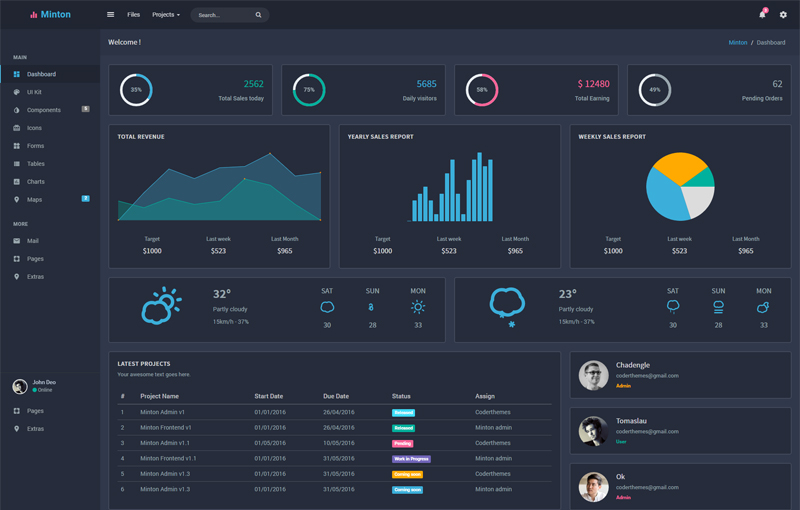 Minton
Files
Projects
Search...
Welcome !
Minton / Dashboard
MAIN
Dashboard
UI Kit
Components
Icons
Forms
Tables
Charts
Maps
MORE
Mail
Pages
Extras
John Deo
Online
Pages
Extras
35%
2562
Total Sales today
75%
5685
Daily visitors
58%
$ 12480
Total Earning
49%
62
Pending Orders
TOTAL REVENUE
Target Last week Last Month
$1000 $523 $965
YEARLY SALES REPORT
Target Last week Last Month
$1000 $523 $965
WEEKLY SALES REPORT
Target Last week Last Month
$1000 $523 $965
32°
Partly cloudy
15km/h - 37%
SAT SUN MON
30 28 33
23°
Partly cloudy
15km/h - 37%
SAT SUN MON
30 28 33
LATEST PROJECTS
Your awesome text goes here.
# Project Name Start Date Due Date Status Assign
1 Minton Admin v1 01/01/2016 26/04/2016 Released Coderthemes
2 Minton Frontend v1 01/01/2016 26/04/2016 Released Minton admin
3 Minton Admin v1.1 01/05/2016 10/05/2016 Pending Coderthemes
4 Minton Frontend v1.1 01/01/2016 31/05/2016 Work in Progress Minton admin
5 Minton Admin v1.3 01/01/2016 31/05/2016 Coming soon Coderthemes
6 Minton Admin v1.3 01/01/2016 31/05/2016 Coming soon Minton admin
Chadengle
coderthemes@gmail.com
Admin
Tomaslau
coderthemes@gmail.com
User
Ok
coderthemes@gmail.com
Admin